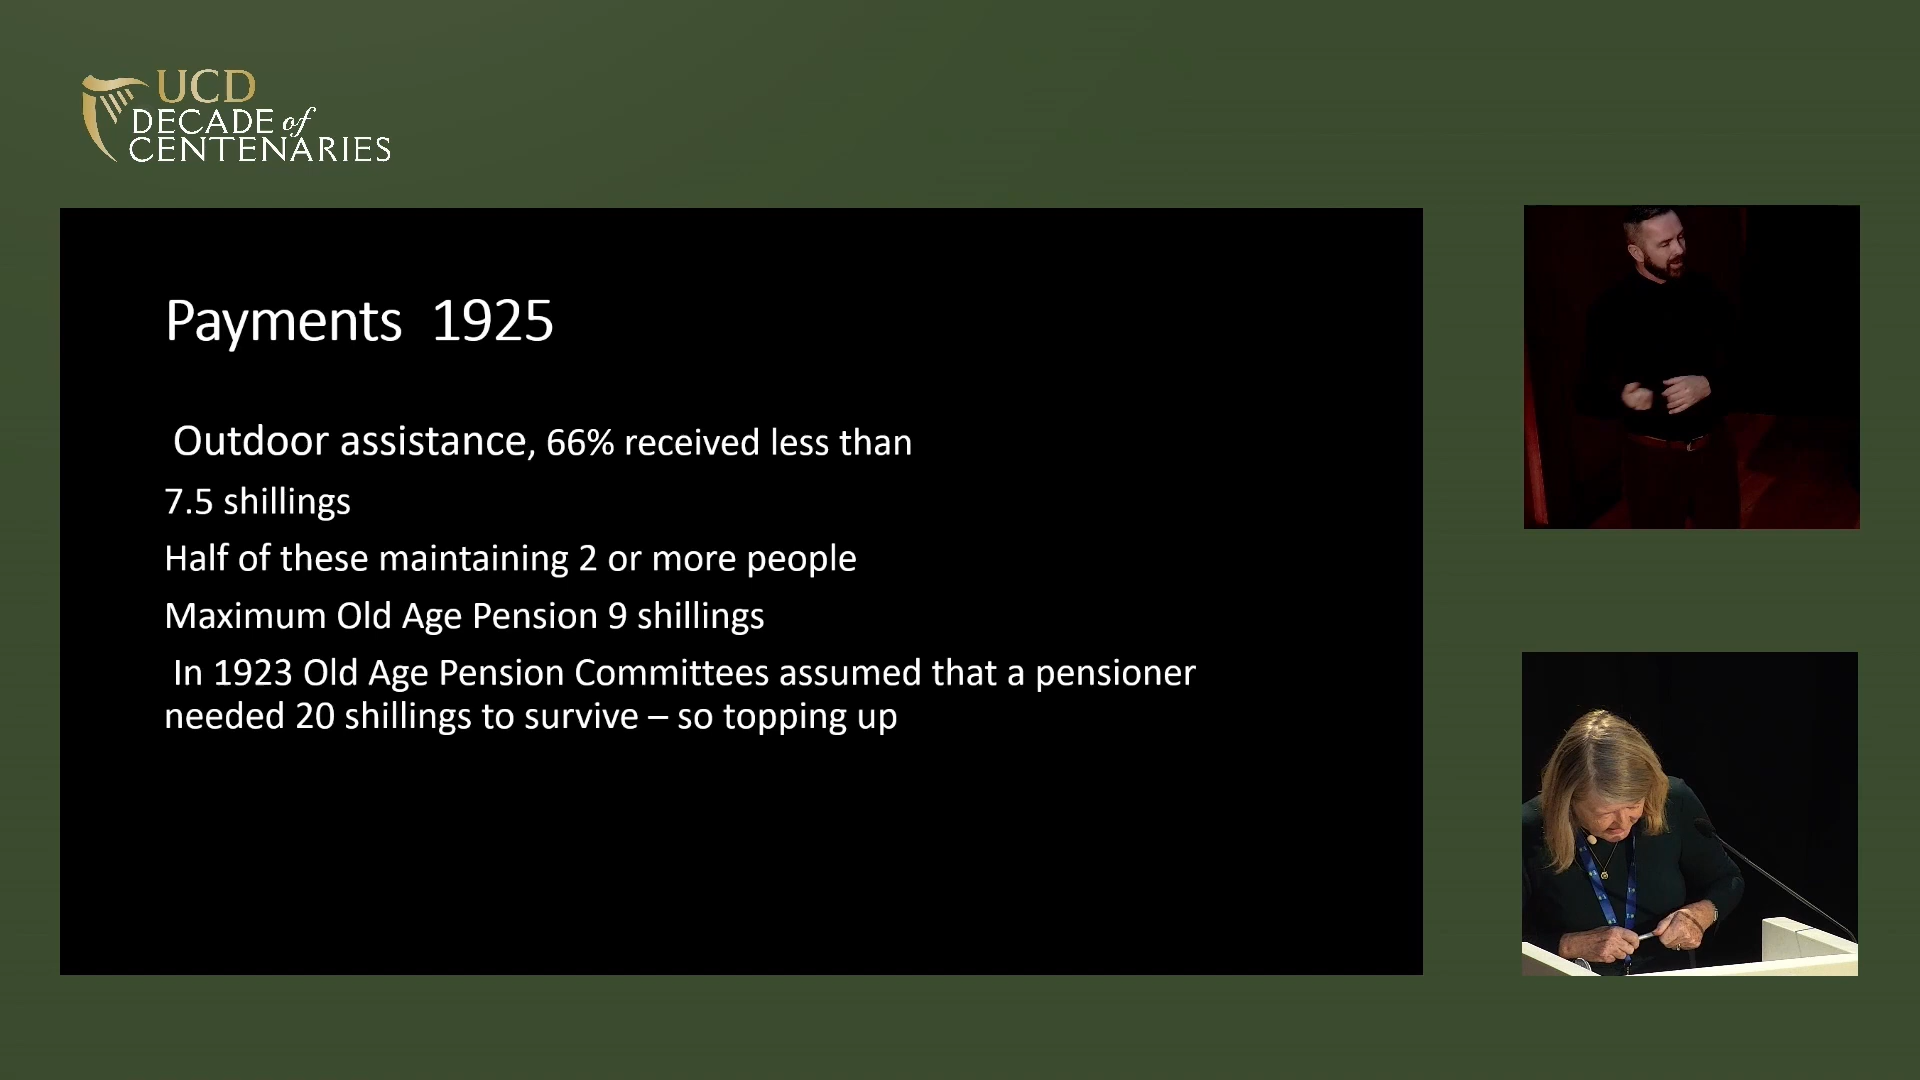 UCD
DECADE of
CENTENARIES
Payments 1925
Outdoor assistance, 66% received less than
7.5 shillings
Half of these maintaining 2 or more people
Maximum Old Age Pension 9 shillings
In 1923 Old Age Pension Committees assumed that a pensioner
needed 20 shillings to survive – so topping up